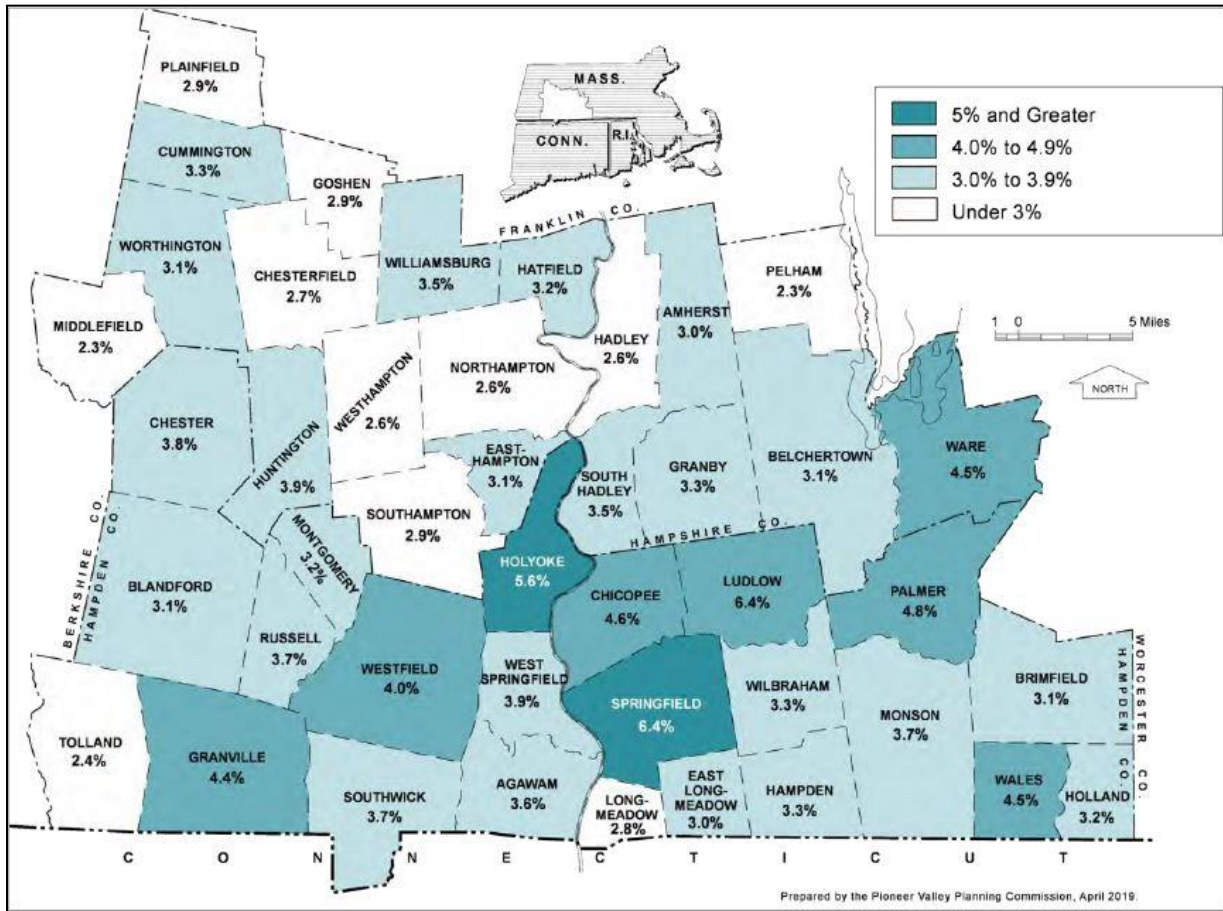 PLAINFIELD
2.9%
CUMMINGTON
3.3%
GOSHEN
2.9%
WORTHINGTON
3.1%
CHESTERFIELD
2.7%
WILLIAMSBURG
3.5%
HATFIELD
3.2%
FRANKLIN CO.
MASS.
CONN.
R.I.
5% and Greater
4.0% to 4.9%
3.0% to 3.9%
Under 3%
MIDDLEFIELD
2.3%
NORTHAMPTON
2.6%
HADLEY
2.6%
AMHERST
3.0%
PELHAM
2.3%
1 0 5 Miles
NORTH
CHESTER
3.8%
HUNTINGTON
3.9%
WESTHAMPTON
2.6%
EAST-
HAMPTON
3.1%
SOUTH
HADLEY
3.5%
GRANBY
3.3%
BELCHERTOWN
3.1%
WARE
4.5%
SOUTHAMPTON
2.9%
HAMPSHIRE CO.
BERKSHIRE CO.
HAMPDEN CO.
BLANDFORD
3.1%
MONTGOMERY
3.2%
RUSSELL
3.7%
HOLYOKE
5.6%
CHICOPEE
4.6%
LUDLOW
6.4%
PALMER
4.8%
WESTFIELD
4.0%
WEST
SPRINGFIELD
3.9%
SPRINGFIELD
6.4%
WILBRAHAM
3.3%
MONSON
3.7%
BRIMFIELD
3.1%
WORCESTER CO.
HAMPDEN CO.
TOLLAND
2.4%
GRANVILLE
4.4%
SOUTHWICK
3.7%
AGAWAM
3.6%
LONG-
MEADOW
2.8%
EAST
LONG-
MEADOW
3.0%
HAMPDEN
3.3%
WALES
4.5%
HOLLAND
3.2%
CONNECTICUT
Prepared by the Pioneer Valley Planning Commission, April 2019.